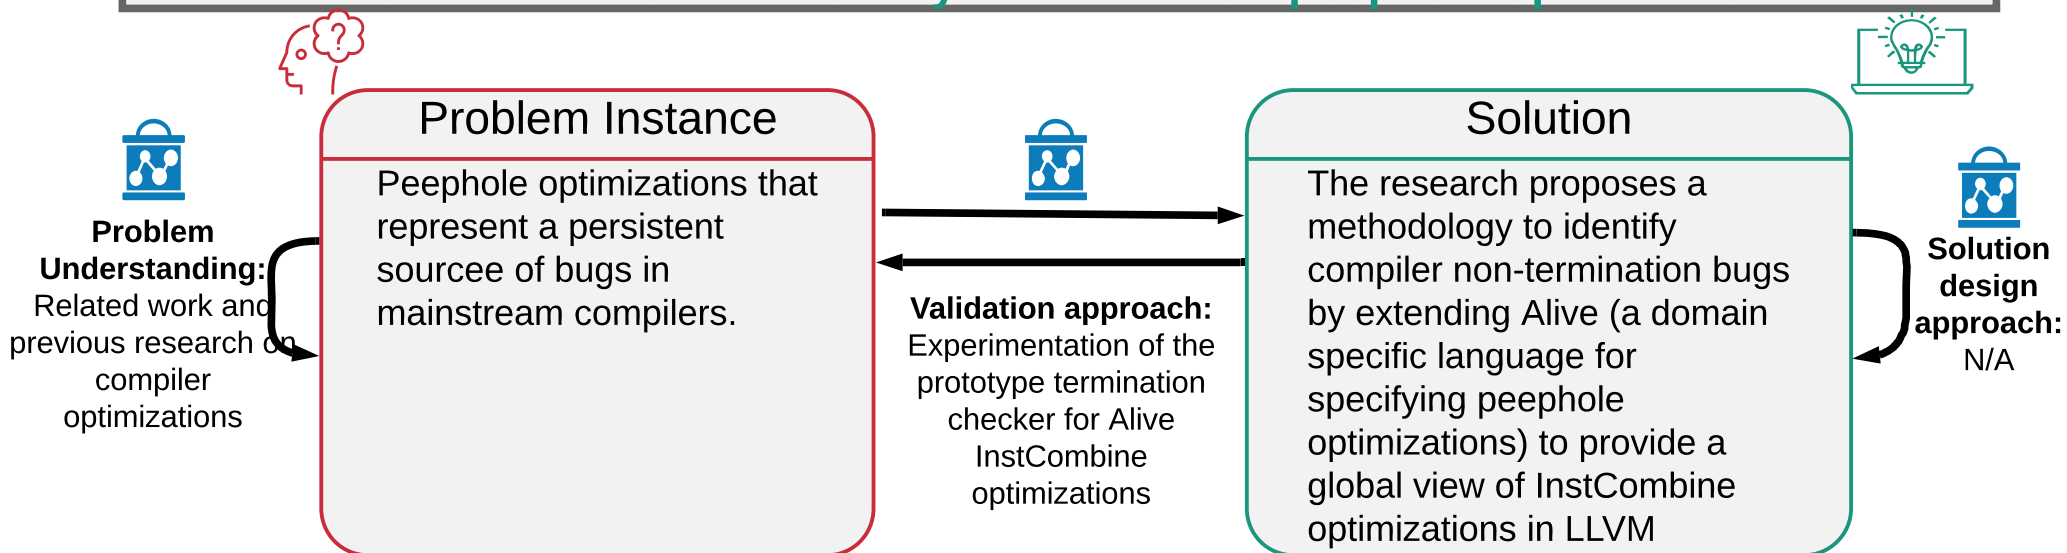 Problem Instance
Peephole optimizations that
represent a persistent
sourcee of bugs in
mainstream compilers.
Problem
Understanding:
Related work and
previous research on
compiler
optimizations
Validation approach:
Experimentation of the
prototype termination
checker for Alive
InstCombine
optimizations
Solution
The research proposes a
methodology to identify
compiler non-termination bugs
by extending Alive (a domain
specific language for
specifying peephole
optimizations) to provide a
global view of InstCombine
optimizations in LLVM
Solution
design
approach:
N/A
?